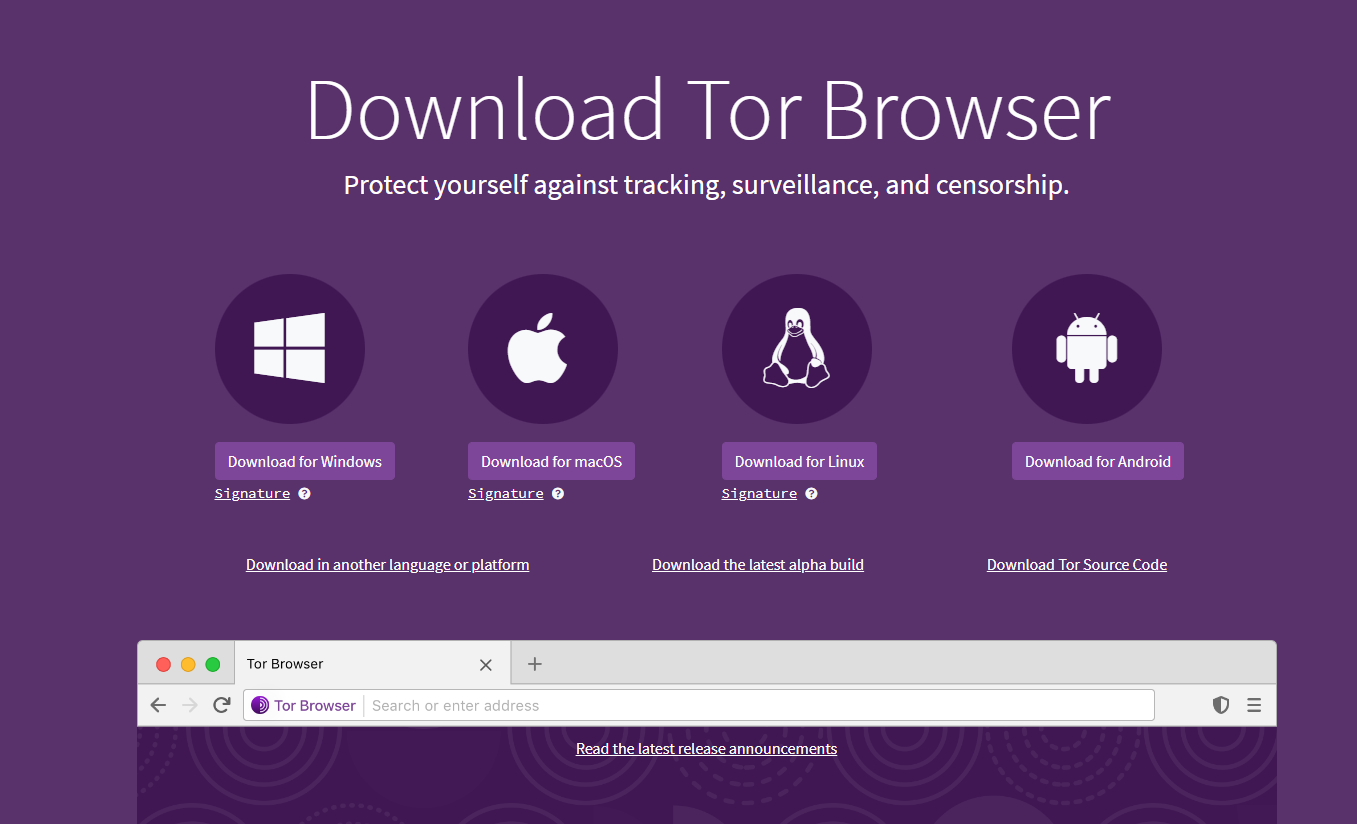 Download Tor Browser
Protect yourself against tracking, surveillance, and censorship.
Download for Windows
Download for macOS
Download for Linux
Download for Android
Signature ?
Signature ?
Signature ?
Download in another language or platform
Download the latest alpha build
Download Tor Source Code
Tor Browser
Tor Browser
Search or enter address
Read the latest release announcements